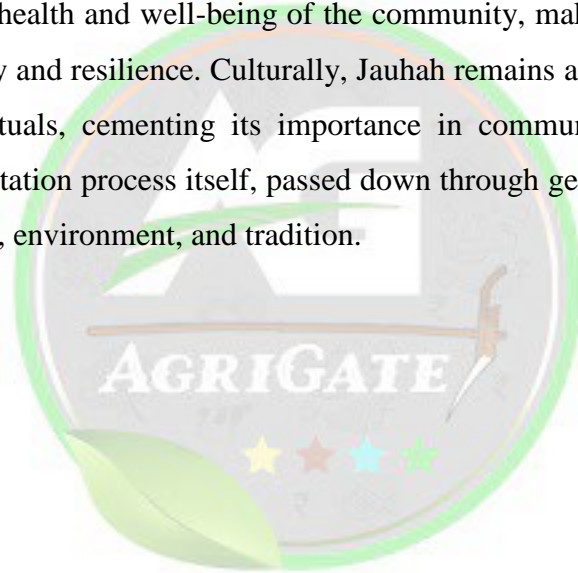 health and well-being of the community, mal
y and resilience. Culturally, Jauhah remains a
tuals, cementing its importance in commun
tation process itself, passed down through ge
, environment, and tradition.
AGRIGATE